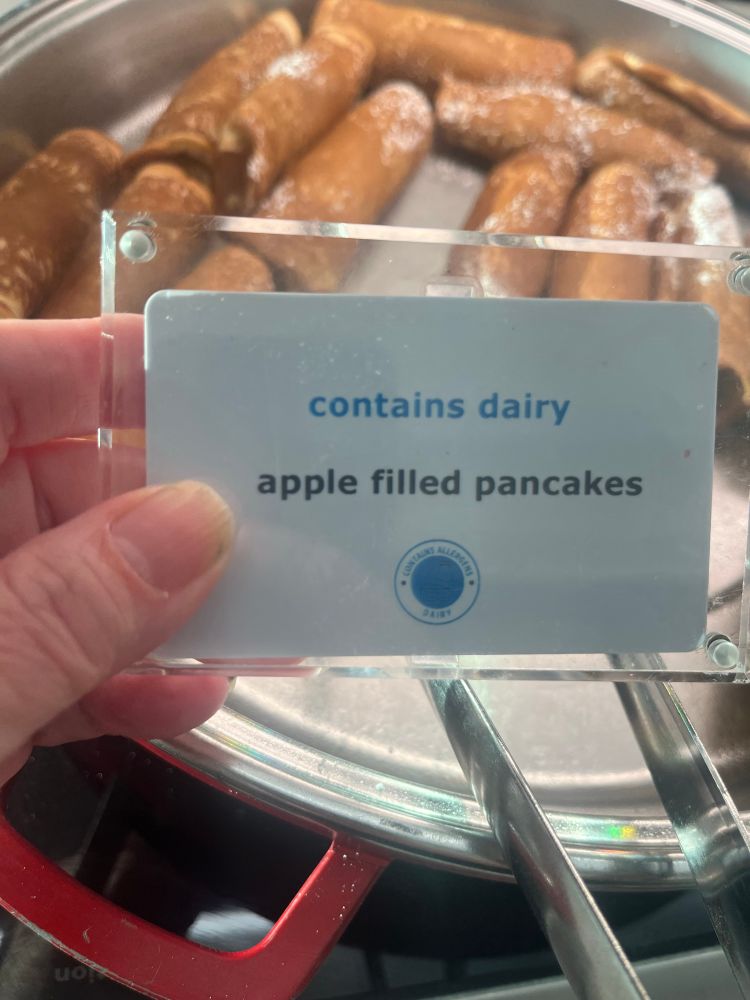 contains dairy
apple filled pancakes
CONTAINS ALLERGENS
DAIRY